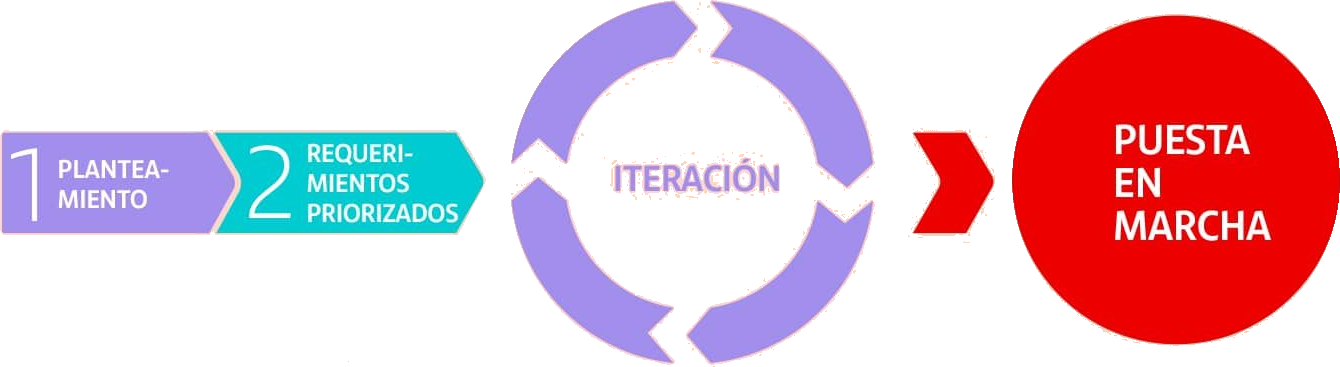 1 PLANTEA-
MIENTO
2 REQUERI-
MIENTOS
PRIORIZADOS
ITERACIÓN
PUESTA
EN
MARCHA